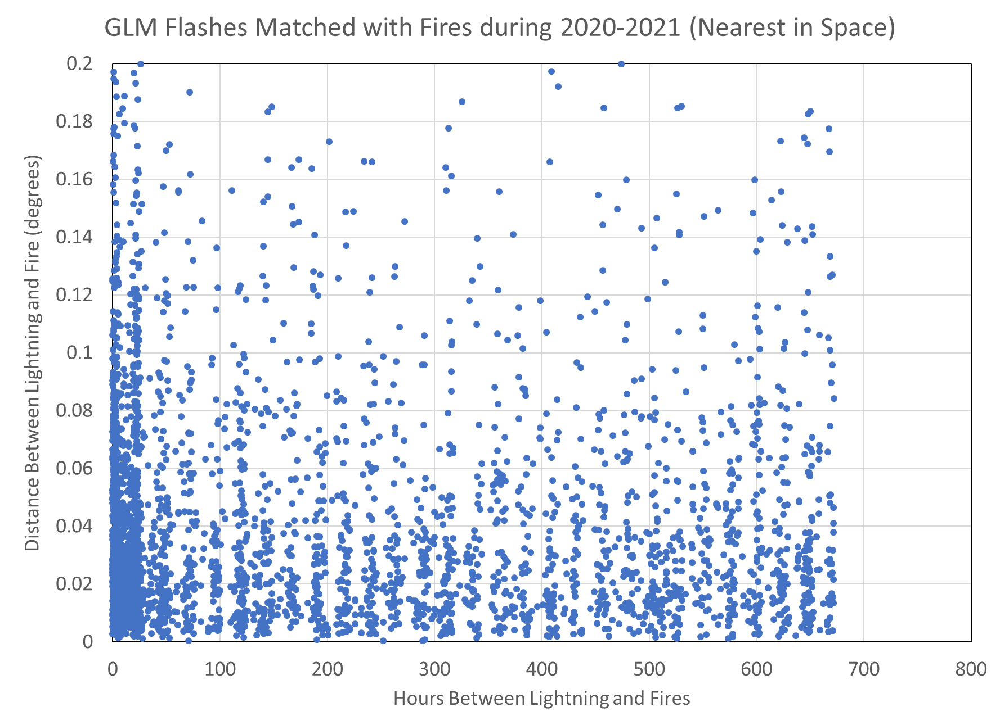 GLM Flashes Matched with Fires during 2020-2021 (Nearest in Space)
Distance Between Lightning and Fire (degrees)
0.2
0.18
0.16
0.14
0.12
0.1
0.08
0.06
0.04
0.02
0
0 100 200 300 400 500 600 700 800
Hours Between Lightning and Fires